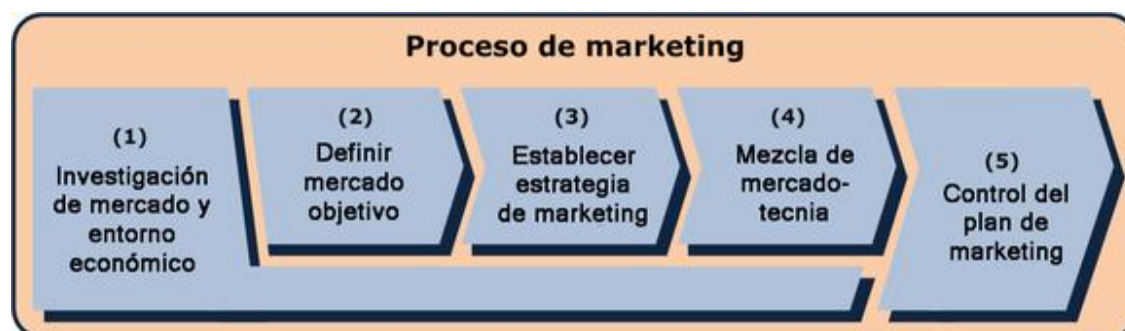 Proceso de marketing
(1)
Investigación
de mercado y
entorno
económico
(2)
Definir
mercado
objetivo
(3)
Establecer
estrategia
de marketing
(4)
Mezcla de
mercado-
tecnia
(5)
Control del
plan de
marketing